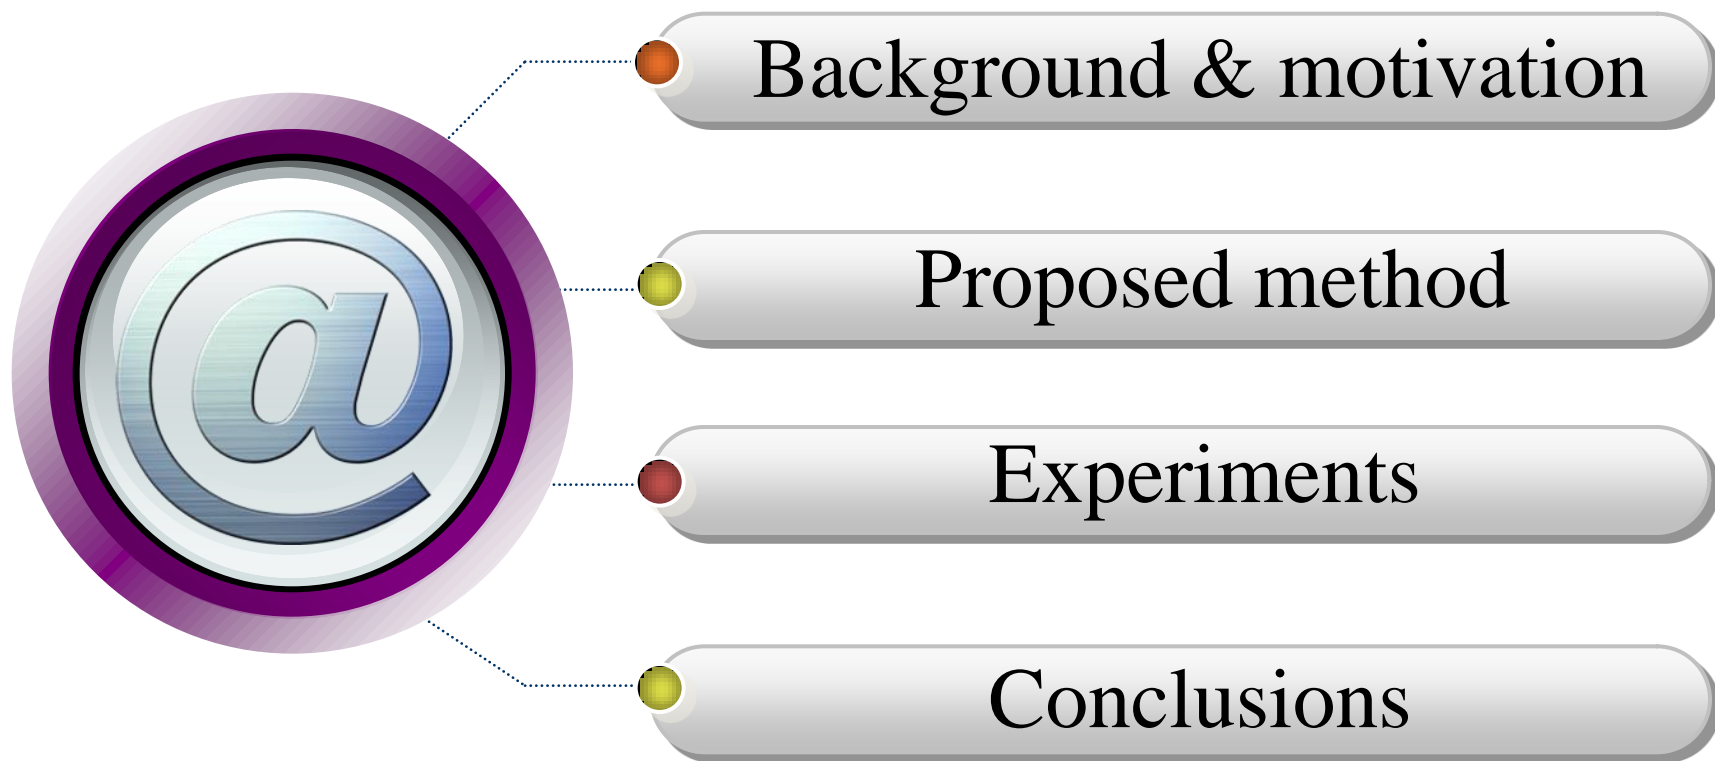 Background & motivation
@
Proposed method
Experiments
Conclusions